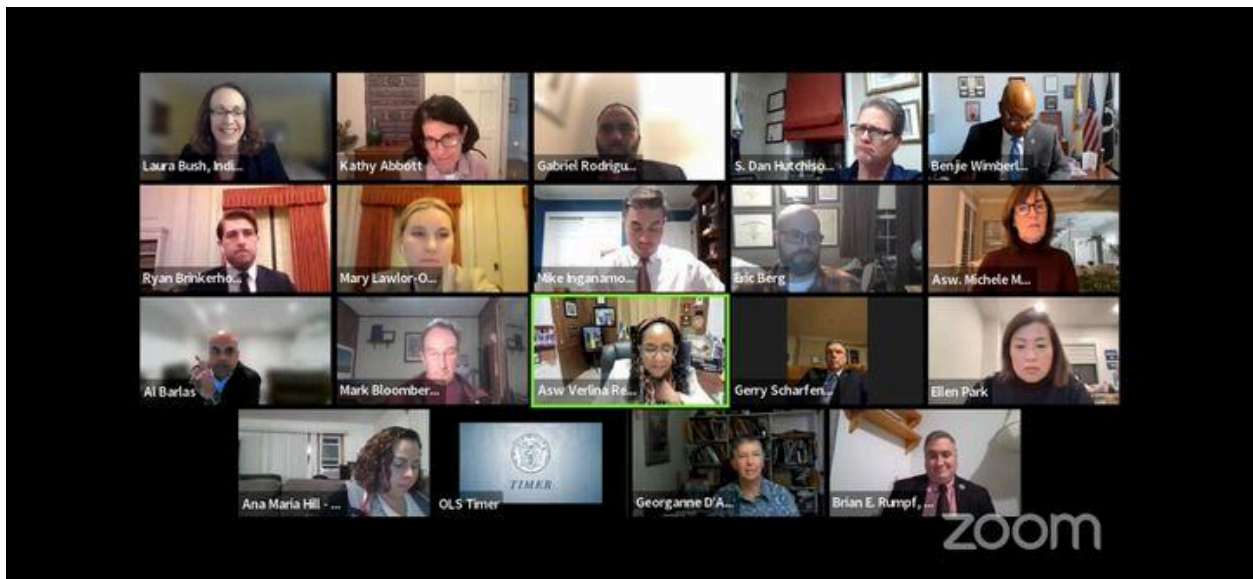 Laura Bush, Indi...
Kathy Abbott
Gabriel Rodrigu...
S. Dan Hutchiso...
Benjie Wimberl...
Ryan Brinkerho...
Mary Lawlor-O...
Mike Inganamo...
Eric Berg
Asw. Michele M...
Al Barlas
Mark Bloomber...
Asw Verlina Re...
Gerry Scharfen...
Ellen Park
Ana Maria Hill - ...
TIMER
OLS Timer
Georganne D'A...
Brian E. Rumpf, ...
zoom